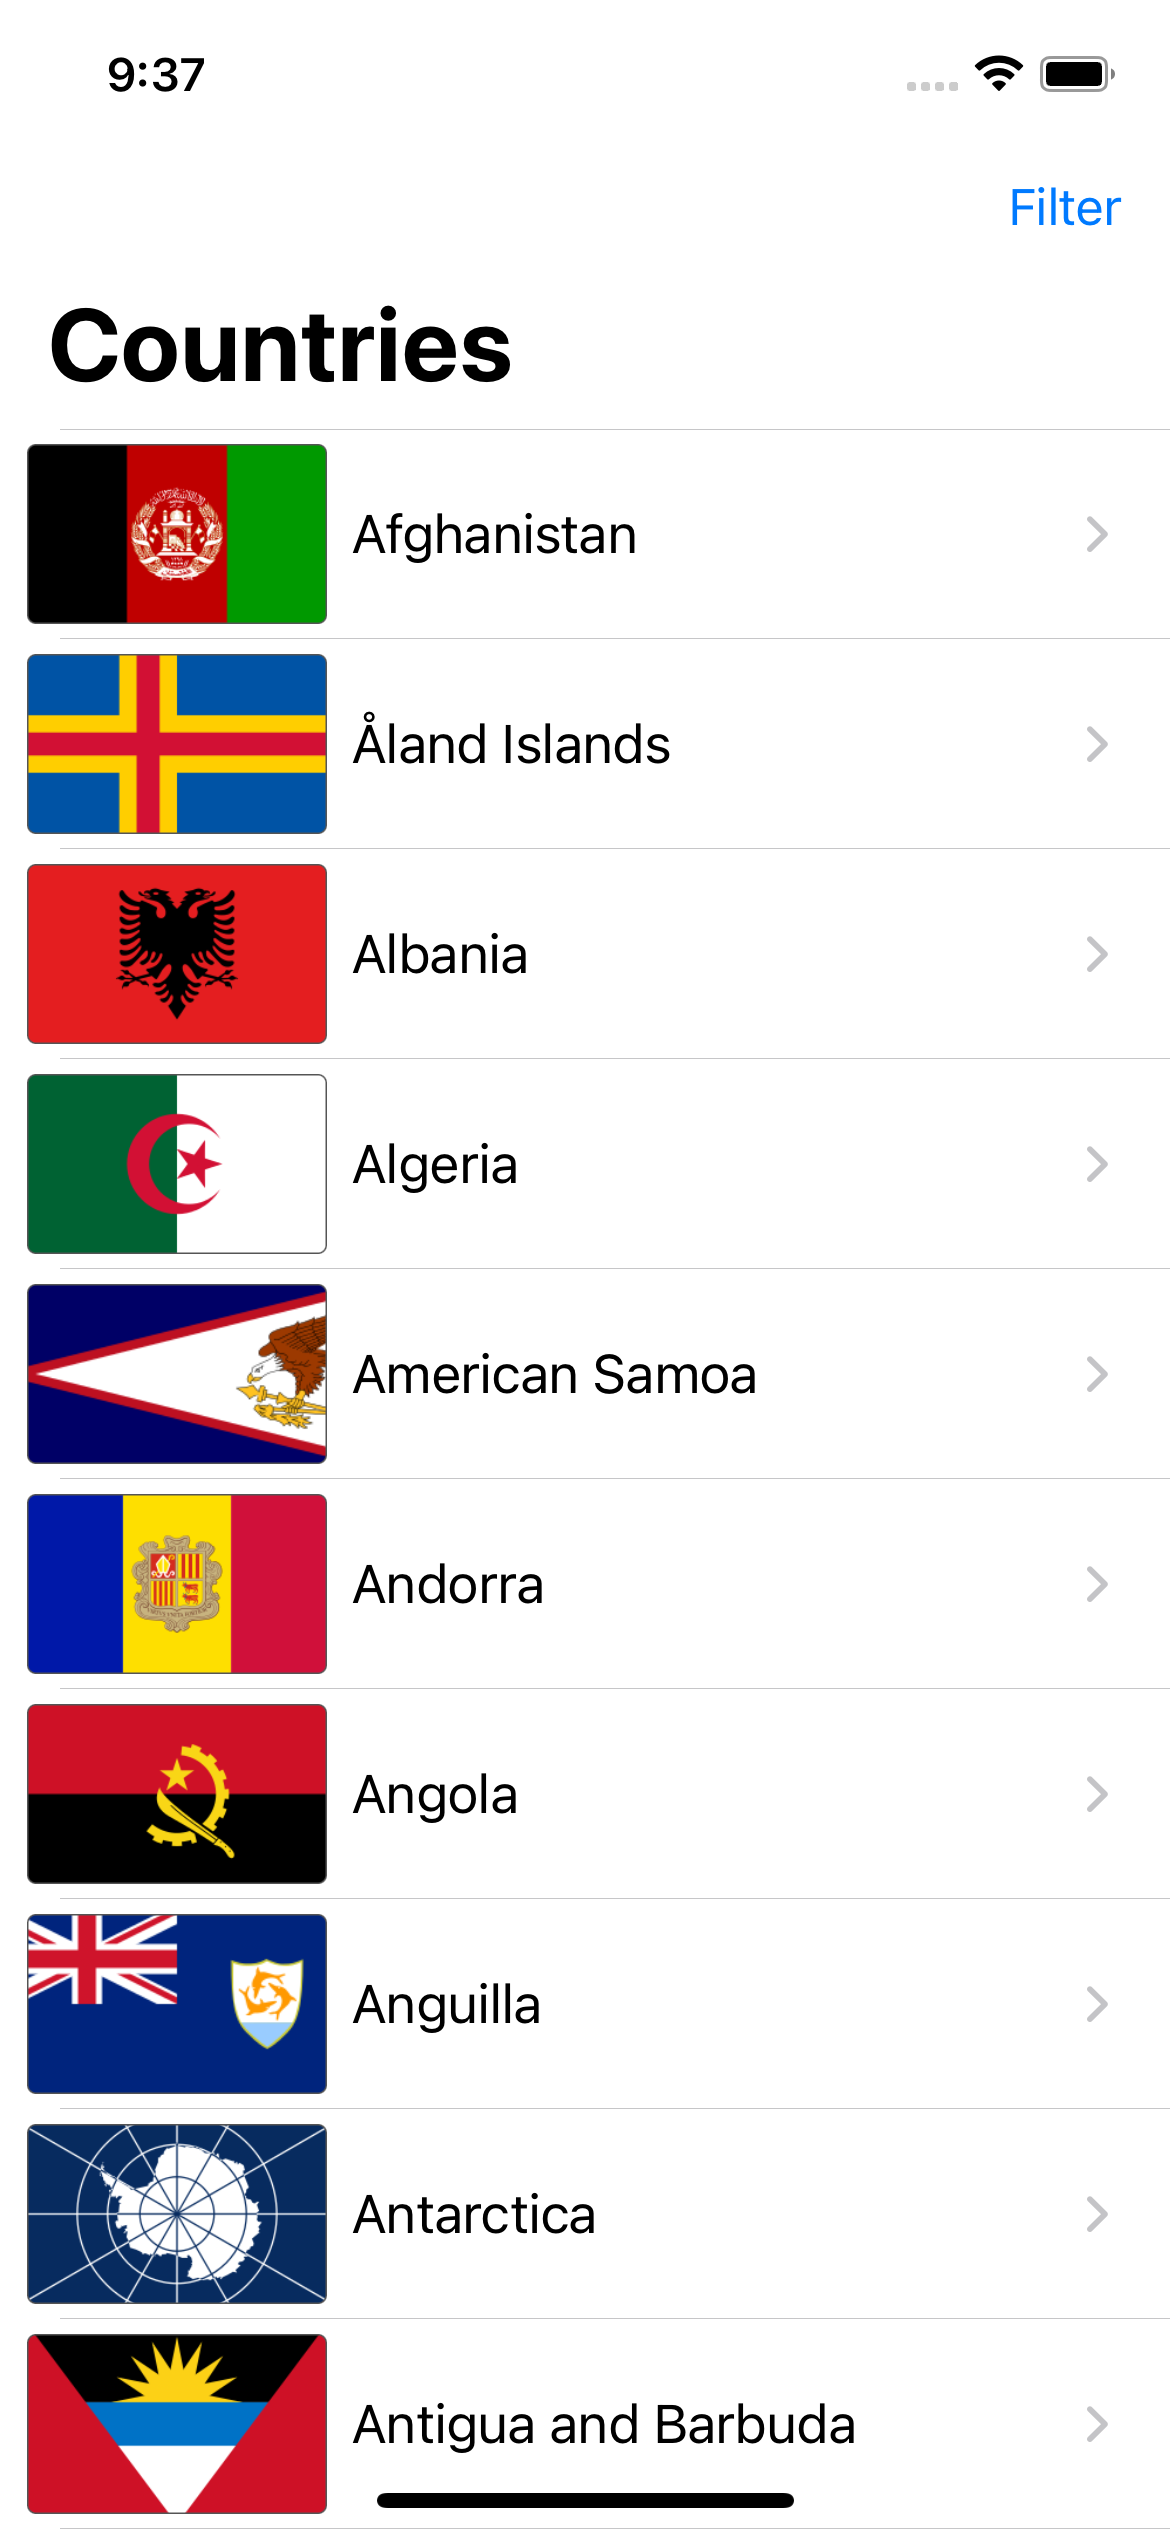 9:37
Filter
Countries
Afghanistan
Åland Islands
Albania
Algeria
American Samoa
Andorra
Angola
Anguilla
Antarctica
Antigua and Barbuda